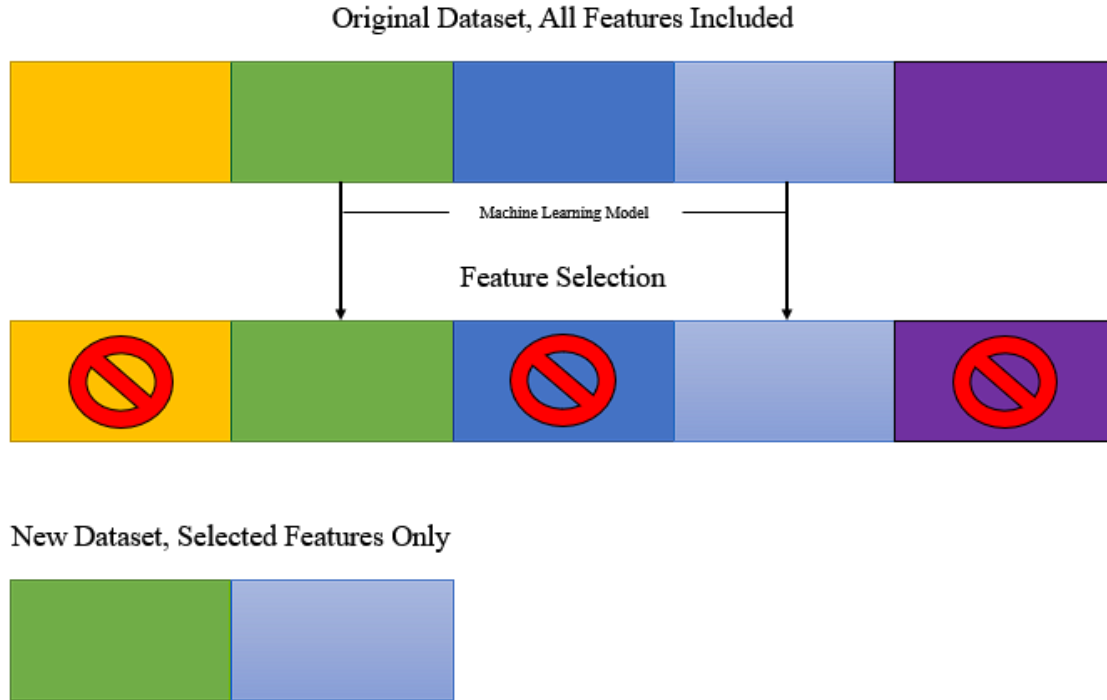 Original Dataset, All Features Included
Machine Learning Model
Feature Selection
New Dataset, Selected Features Only